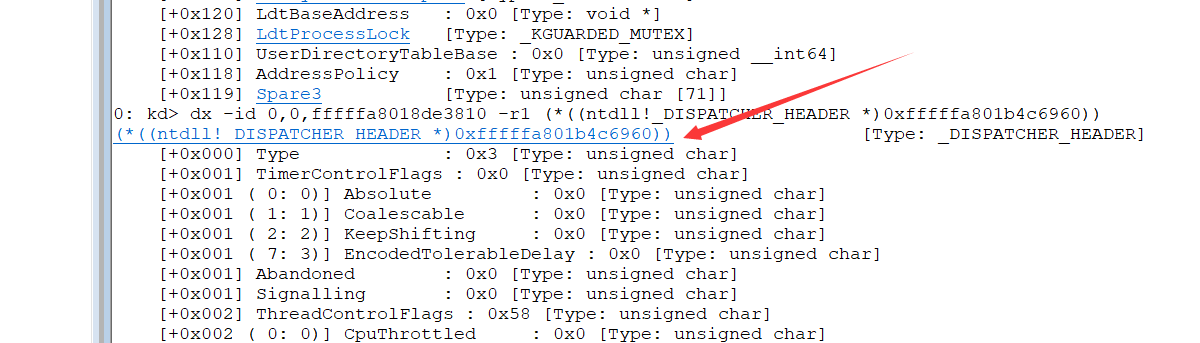 [+0x120] LdtBaseAddress : 0x0 [Type: void *]
[+0x128] LdtProcessLock [Type: _KGUARDED_MUTEX]
[+0x110] UserDirectoryTableBase : 0x0 [Type: unsigned __int64]
[+0x118] AddressPolicy : 0x1 [Type: unsigned char]
[+0x119] Spare3 [Type: unsigned char [71]]
0: kd> dx -id 0,0,fffffa8018de3810 -r1 (*((ntdll!_DISPATCHER_HEADER *)0xfffffa801b4c6960))
(*((ntdll!_DISPATCHER_HEADER *)0xfffffa801b4c6960)) [Type: _DISPATCHER_HEADER]
[+0x000] Type : 0x3 [Type: unsigned char]
[+0x001] TimerControlFlags : 0x0 [Type: unsigned char]
[+0x001 ( 0: 0)] Absolute : 0x0 [Type: unsigned char]
[+0x001 ( 1: 1)] Coalescable : 0x0 [Type: unsigned char]
[+0x001 ( 2: 2)] KeepShifting : 0x0 [Type: unsigned char]
[+0x001 ( 7: 3)] EncodedTolerableDelay : 0x0 [Type: unsigned char]
[+0x001] Abandoned : 0x0 [Type: unsigned char]
[+0x001] Signalling : 0x0 [Type: unsigned char]
[+0x002] ThreadControlFlags : 0x58 [Type: unsigned char]
[+0x002 ( 0: 0)] CpuThrottled : 0x0 [Type: unsigned char]